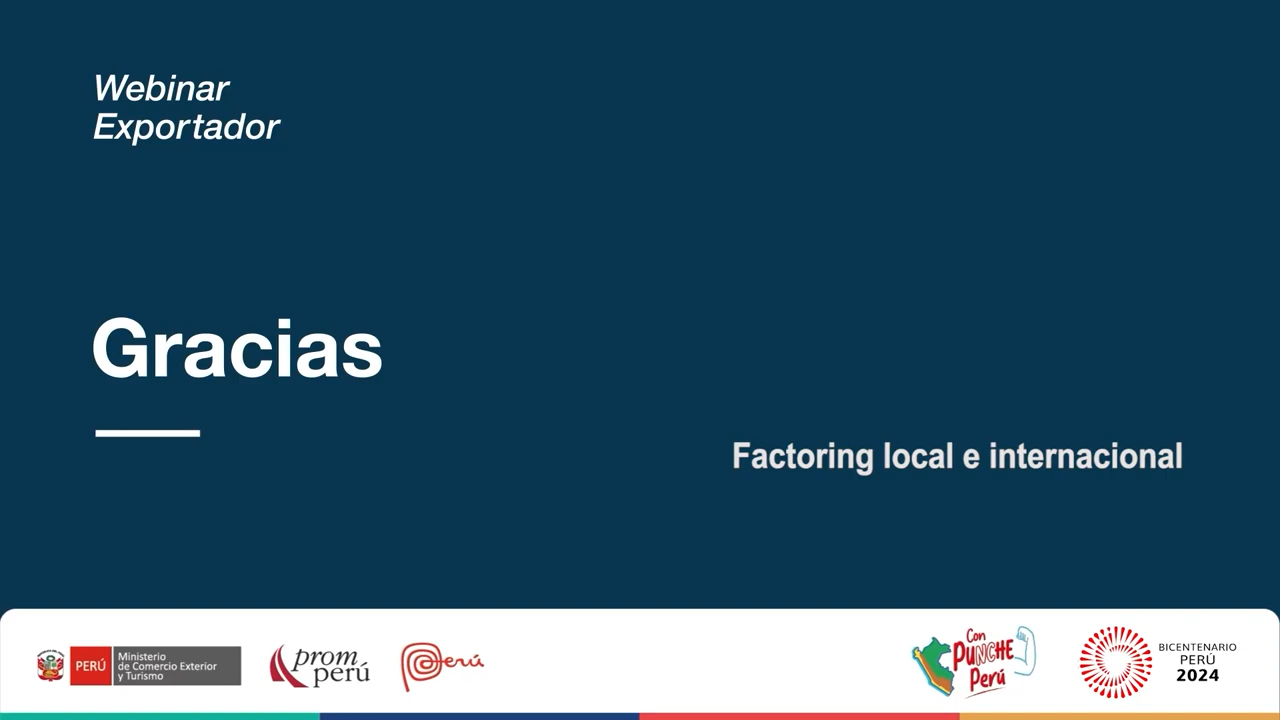 Webinar
Exportador
Gracias
Factoring local e internacional
PERÚ
Ministerio
de Comercio Exterior
y Turismo
prom
perú
Perú
Con
PUNCHE
Perú
BICENTENARIO
PERÚ
2024